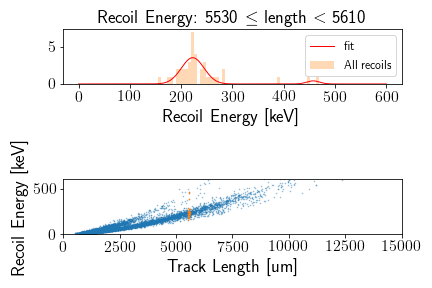 Recoil Energy: 5530 ≤ length < 5610
5
0
fit
All recoils
0 100 200 300 400 500 600
Recoil Energy [keV]
Recoil Energy [keV]
500
0
0 2500 5000 7500 10000 12500 15000
Track Length [um]